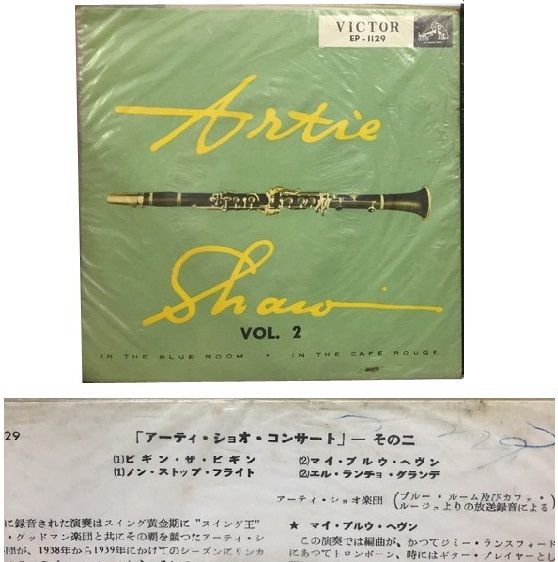 VICTOR
EP-1129
Artie
Shaw
VOL. 2
IN THE BLUE ROOM • IN THE CAFE ROUGE
29
「アーティ・ショオ・コンサート」— その二
(1)ビギン・ザ・ビギン (2)マイ・ブルウ・ヘヴン
(1)ノン・ストップ・フライト (2)エル・ランチョ・グランデ
アーティ・ショオ楽団 (ブルー・ルーム及びカフェ・
ルージュよりの放送録音による)
に録音された演奏はスイング黄金期に"スイング王"
・グッドマン楽団と共にその覇を競つたアーティ・シ
団が、1938年から1939年にかけてのシーズンにリンカ
★ マイ・ブルウ・ヘヴン
この演奏では編曲が、かつてジミー・ランスフォード
にあつてトロンボーン、時にはギター・プレイヤーとし